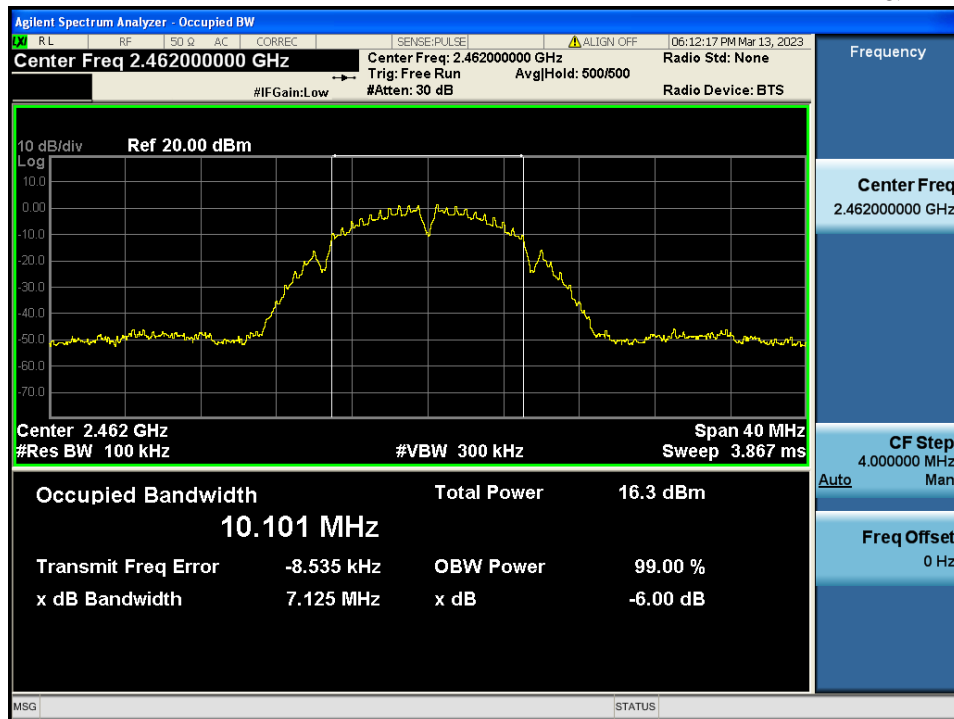 Agilent Spectrum Analyzer - Occupied BW
LXI RL RF 50 Ω AC CORREC SENSE:PULSE ALIGN OFF 06:12:17 PM Mar 13, 2023
Center Freq 2.462000000 GHz
Center Freq: 2.462000000 GHz
Radio Std: None
Trig: Free Run Avg|Hold: 500/500
#IFGain:Low #Atten: 30 dB
Radio Device: BTS
10 dB/div Ref 20.00 dBm
Log
10.0
0.00
-10.0
-20.0
-30.0
-40.0
-50.0
-60.0
-70.0
Center 2.462 GHz Span 40 MHz
#Res BW 100 kHz #VBW 300 kHz Sweep 3.867 ms
Occupied Bandwidth Total Power 16.3 dBm
10.101 MHz
Transmit Freq Error -8.535 kHz OBW Power 99.00 %
x dB Bandwidth 7.125 MHz x dB -6.00 dB
MSG STATUS
Frequency
Center Freq
2.462000000 GHz
CF Step
4.000000 MHz
Auto Man
Freq Offset
0 Hz